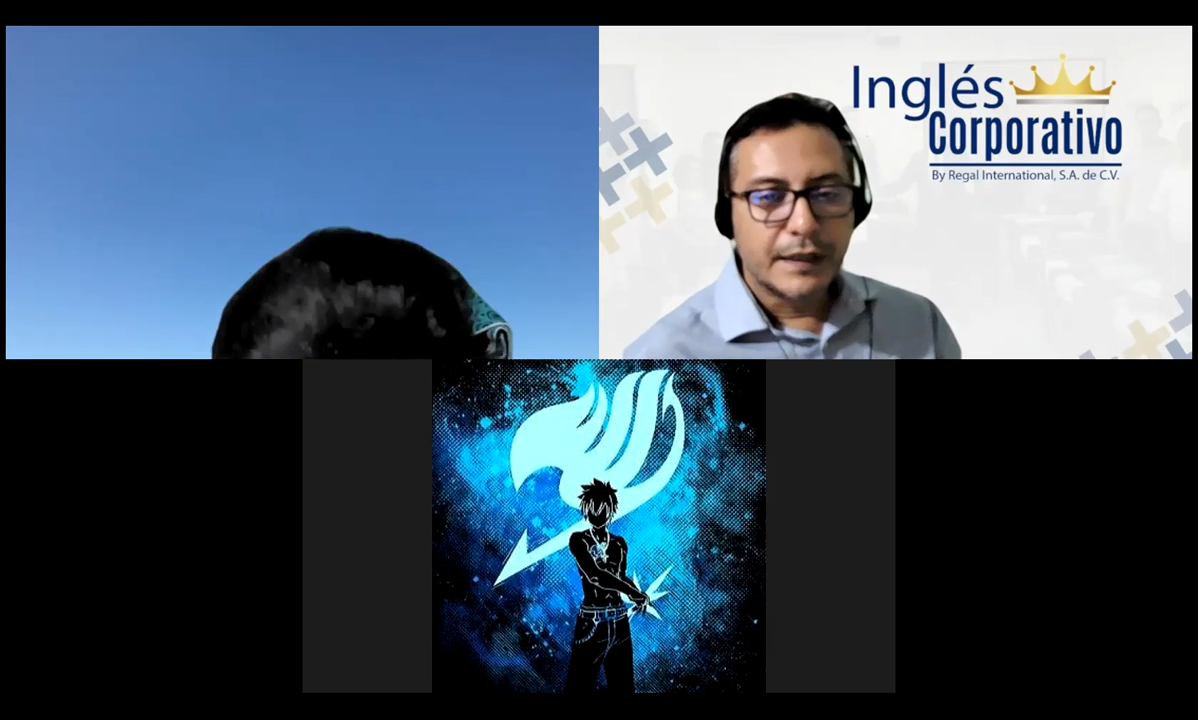 Inglés
Corporativo
By Regal International, S.A. de C.V.